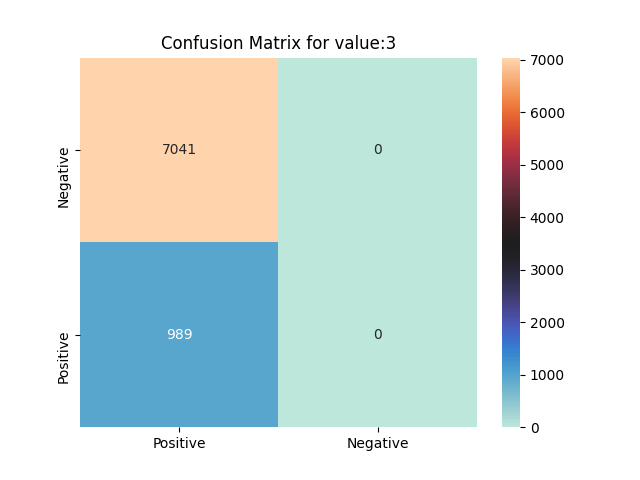 Confusion Matrix for value:3
7000
6000
5000
4000
3000
2000
1000
0
Negative
Positive
7041
0
989
0
Positive
Negative